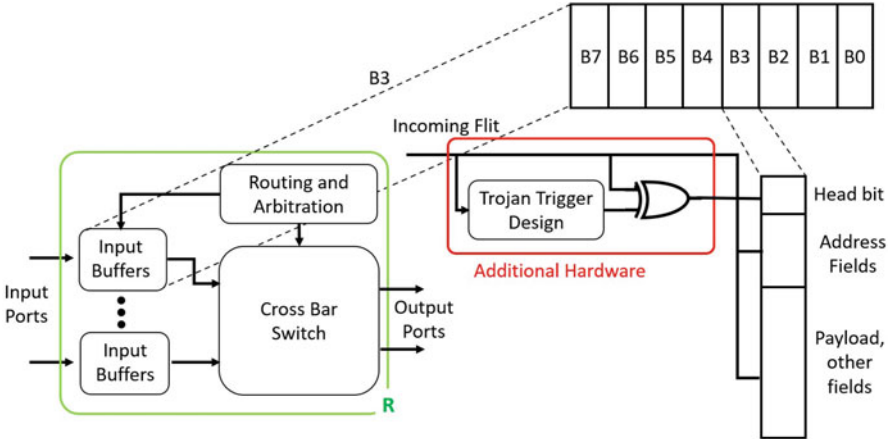 B7 B6 B5 B4 B3 B2 B1 B0
B3
Incoming Flit
Routing and
Arbitration
Trojan Trigger
Design
Head bit
Input
Buffers
Additional Hardware
Address
Fields
Input
Ports
Cross Bar
Switch
Output
Ports
Input
Buffers
Payload,
other
fields
R